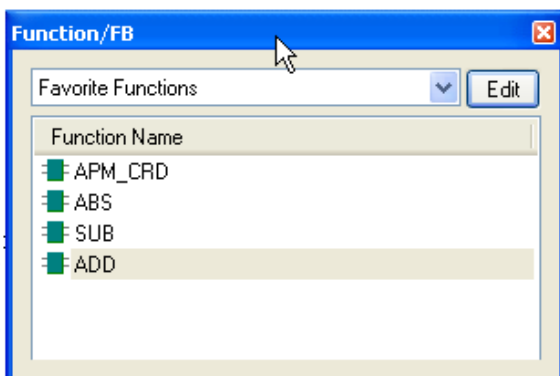 Function/FB
Favorite Functions
Edit
Function Name
APM_CRD
ABS
SUB
ADD